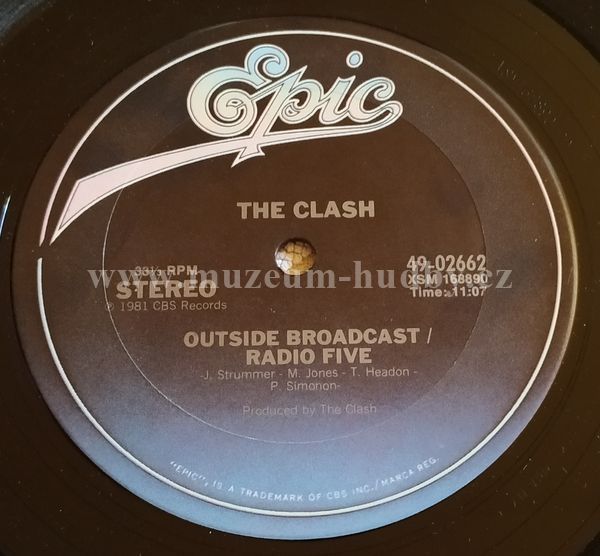 Epic
THE CLASH
33⅓ RPM
STEREO
℗ 1981 CBS Records
49-02662
XSM 168890
Time: 11:07
www.muzeum-hudby.cz
OUTSIDE BROADCAST /
RADIO FIVE
-J. Strummer - M. Jones - T. Headon -
P. Simonon-
Produced by The Clash
"EPIC", IS A TRADEMARK OF CBS INC./MARCA REG.